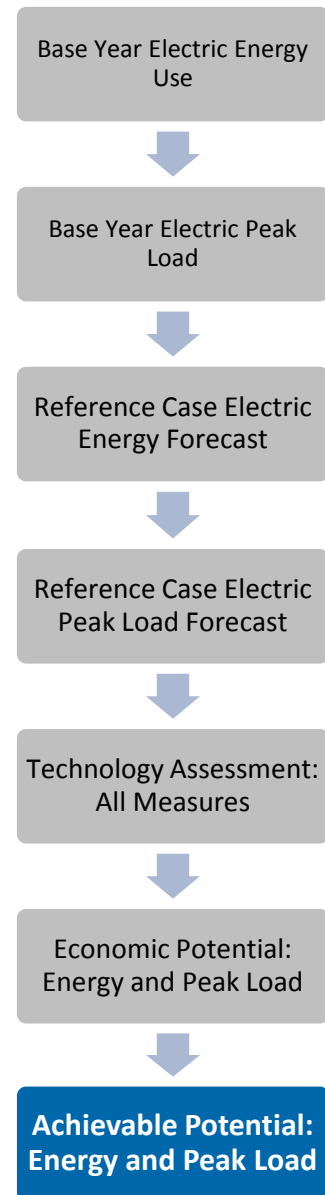 Base Year Electric Energy
Use
Base Year Electric Peak
Load
Reference Case Electric
Energy Forecast
Reference Case Electric
Peak Load Forecast
Technology Assessment:
All Measures
Economic Potential:
Energy and Peak Load
Achievable Potential:
Energy and Peak Load